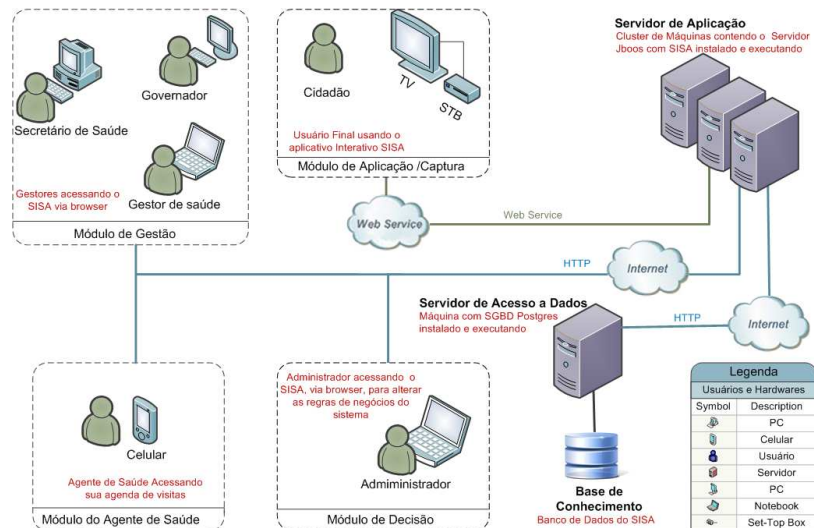 Governador
Secretário de Saúde
Gestores acessando o
SISA via browser
Gestor de saúde
Módulo de Gestão
Cidadão
TV
STB
Usuário Final usando o
aplicativo Interativo SISA
Módulo de Aplicação /Captura
Servidor de Aplicação
Cluster de Máquinas contendo o Servidor
Jboos com SISA instalado e executando
Web Service
Web Service
HTTP
Internet
Servidor de Acesso a Dados
Máquina com SGBD Postgres
instalado e executando
HTTP
Internet
Celular
Agente de Saúde Acessando
sua agenda de visitas
Módulo do Agente de Saúde
Administrador acessando o
SISA, via browser, para alterar
as regras de negócios do
sistema
Admiministrador
Módulo de Decisão
Base de
Conhecimento
Banco de Dados do SISA
Legenda
Usuários e Hardwares
Symbol Description
PC
Celular
Usuário
Servidor
PC
Notebook
Set-Top Box